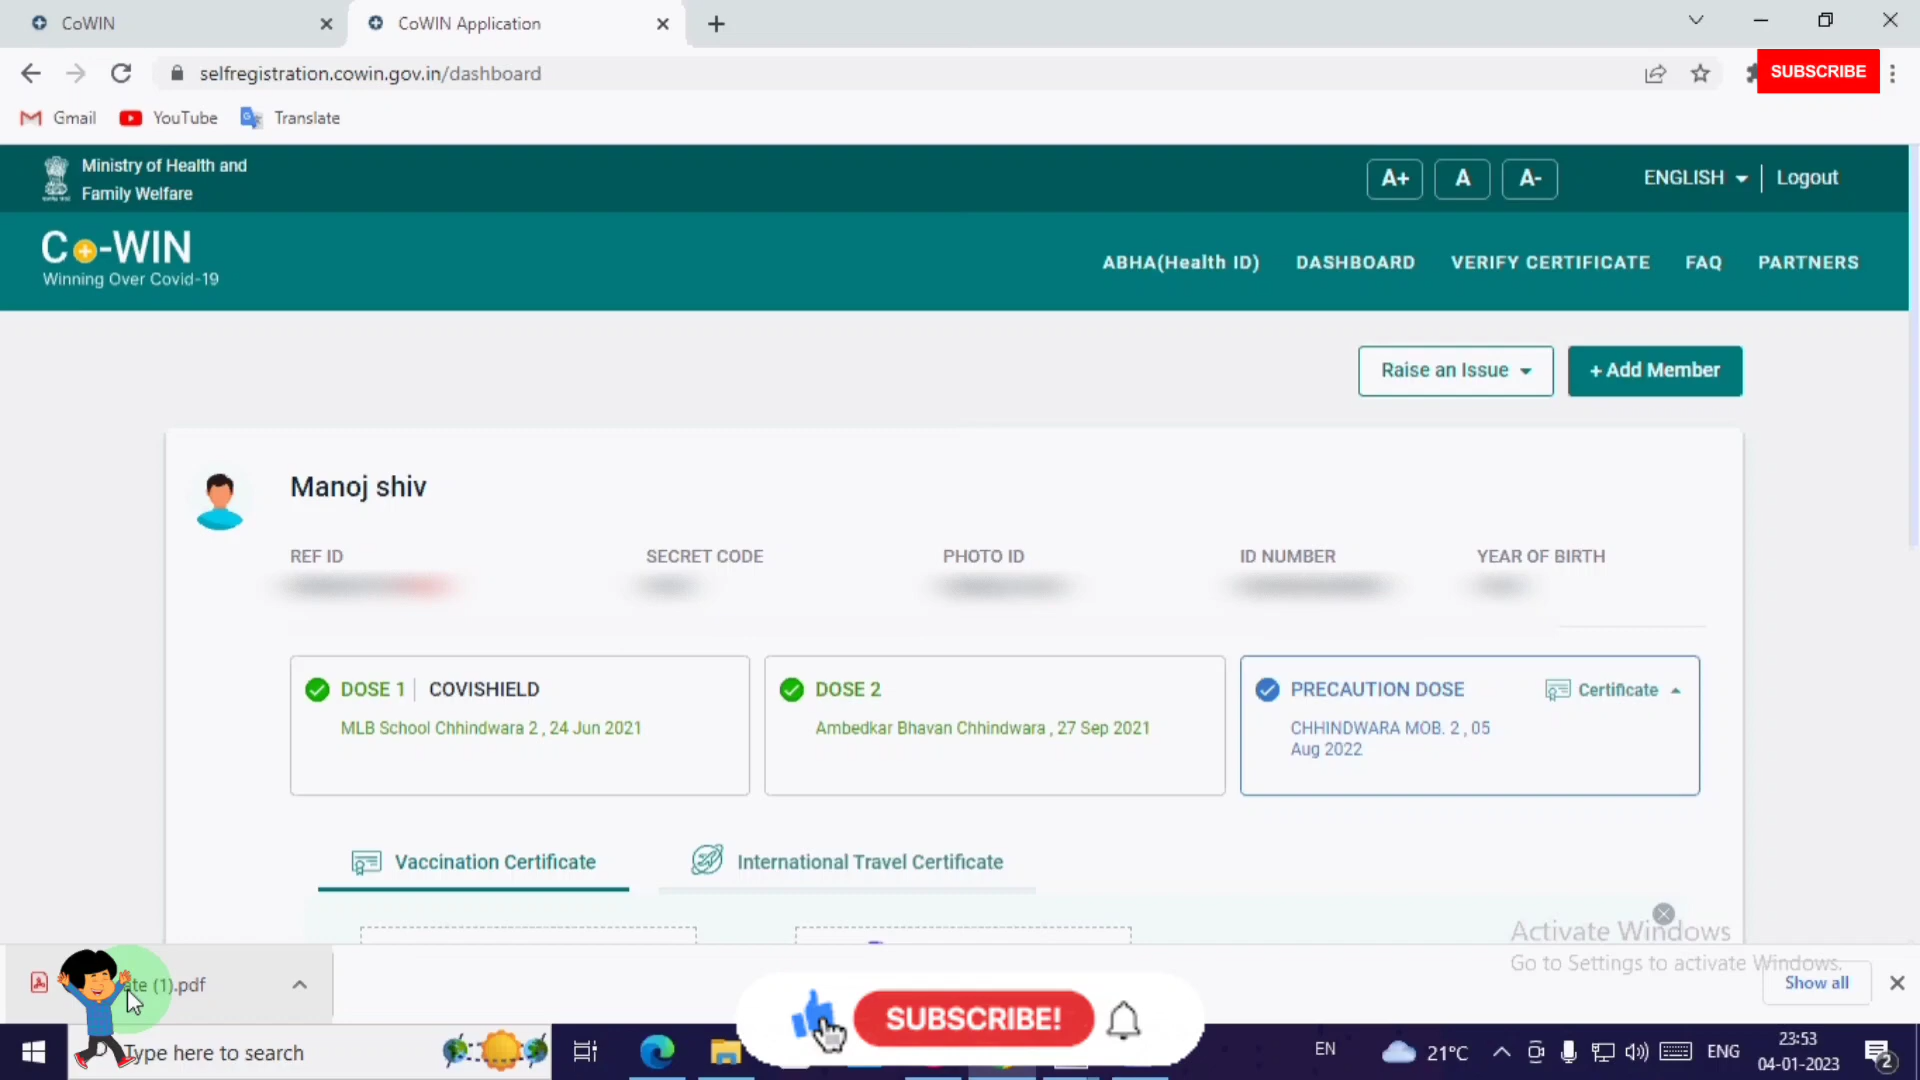 CoWIN
CoWIN Application
selfregistration.cowin.gov.in/dashboard
SUBSCRIBE
Gmail
YouTube
Translate
Ministry of Health and
Family Welfare
A+
A
A-
ENGLISH
Logout
Co-WIN
Winning Over Covid-19
ABHA(Health ID)
DASHBOARD
VERIFY CERTIFICATE
FAQ
PARTNERS
Raise an Issue
+ Add Member
Manoj shiv
REF ID
SECRET CODE
PHOTO ID
ID NUMBER
YEAR OF BIRTH
DOSE 1 | COVISHIELD
MLB School Chhindwara 2 , 24 Jun 2021
DOSE 2
Ambedkar Bhavan Chhindwara , 27 Sep 2021
PRECAUTION DOSE
Certificate
CHHINDWARA MOB. 2 , 05
Aug 2022
Vaccination Certificate
International Travel Certificate
Activate Windows
Go to Settings to activate Windows.
(1).pdf
Show all
SUBSCRIBE!
Type here to search
EN
21°C
ENG
23:53
04-01-2023
2